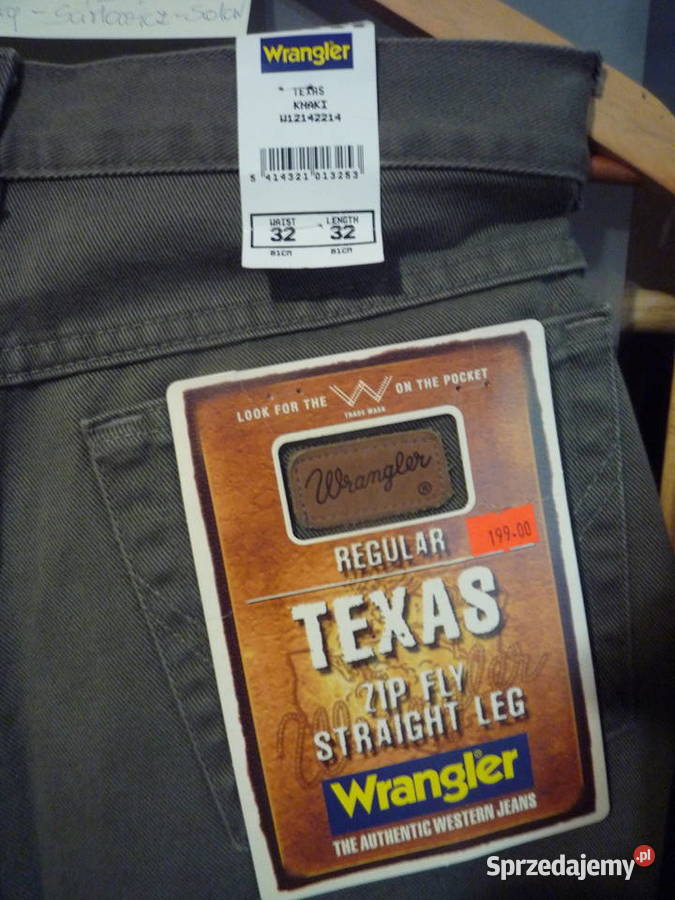 Wrangler
TEXAS
KHAKI
W12142214
5 414321 013253
WAIST LENGTH
32 32
81CM 81CM
LOOK FOR THE W ON THE POCKET
TRADE MARK
Wrangler ®
REGULAR
199.00
TEXAS
ZIP FLY
STRAIGHT LEG
Wrangler®
THE AUTHENTIC WESTERN JEANS
Sprzedajemy.pl